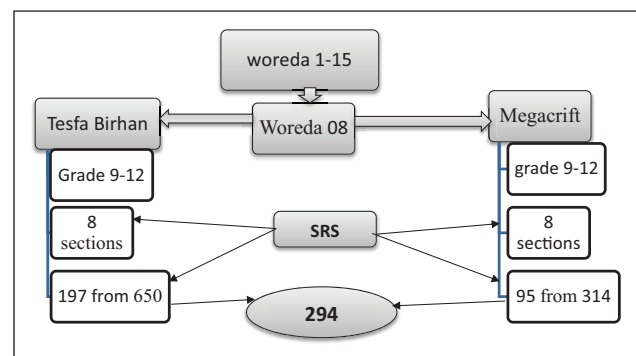 woreda 1-15
Tesfa Birhan
Woreda 08
Megacrift
Grade 9-12
grade 9-12
8
sections
SRS
8
sections
197 from 650
294
95 from 314